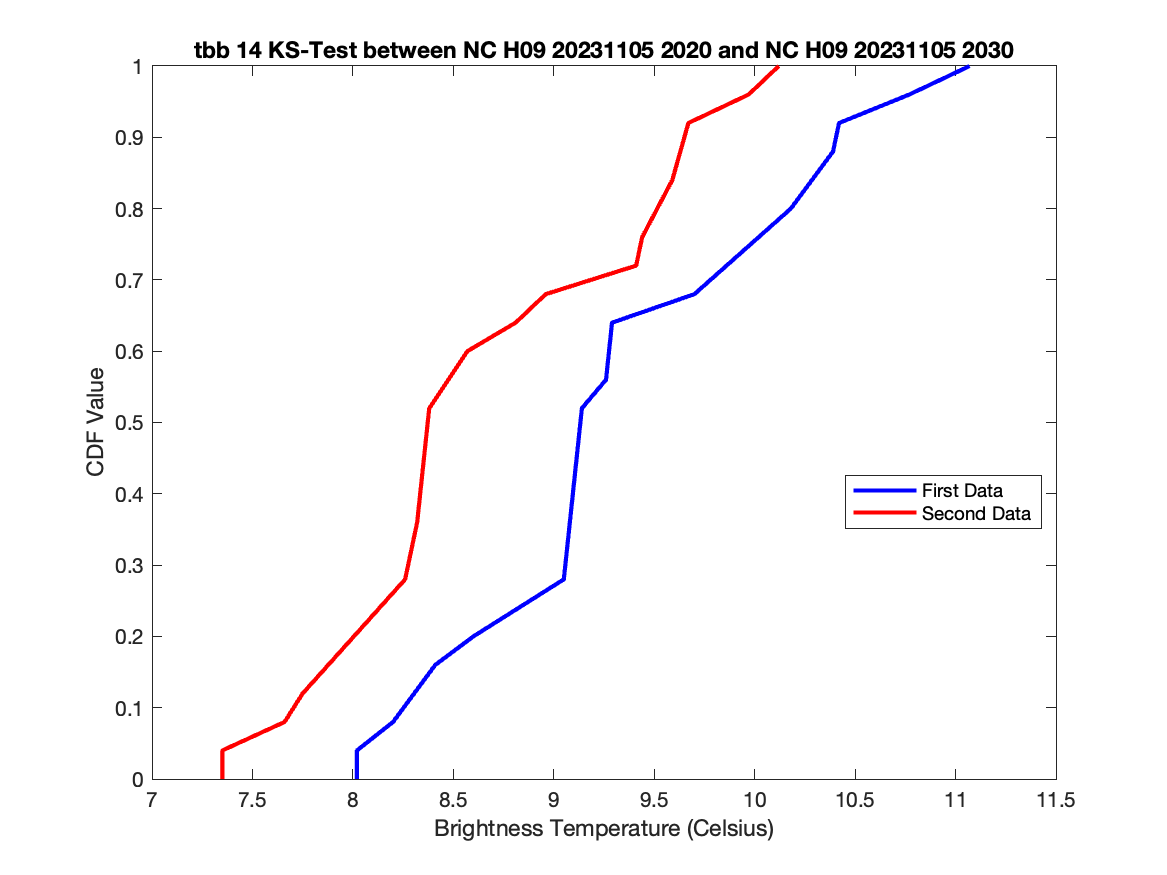 tbb 14 KS-Test between NC H09 20231105 2020 and NC H09 20231105 2030
1
0.9
0.8
0.7
0.6
0.5
0.4
0.3
0.2
0.1
0
CDF Value
First Data
Second Data
7 7.5 8 8.5 9 9.5 10 10.5 11 11.5
Brightness Temperature (Celsius)